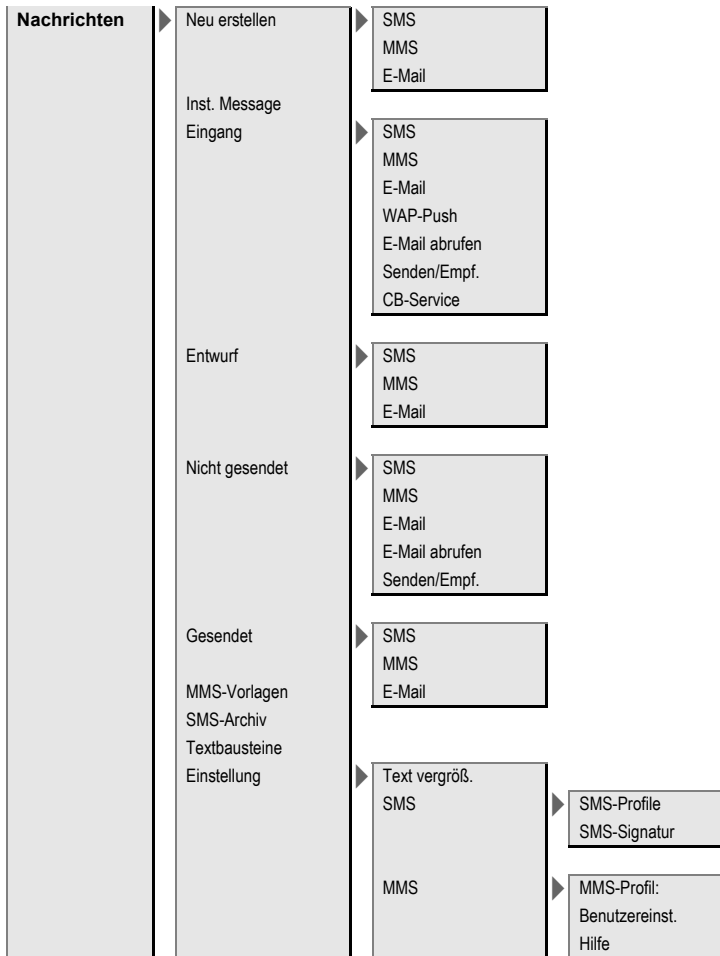 Nachrichten
Neu erstellen
SMS
MMS
E-Mail
Inst. Message
Eingang
SMS
MMS
E-Mail
WAP-Push
E-Mail abrufen
Senden/Empf.
CB-Service
Entwurf
SMS
MMS
E-Mail
Nicht gesendet
SMS
MMS
E-Mail
E-Mail abrufen
Senden/Empf.
Gesendet
SMS
MMS
E-Mail
MMS-Vorlagen
SMS-Archiv
Textbausteine
Einstellung
Text vergröß.
SMS
SMS-Profile
SMS-Signatur
MMS
MMS-Profil:
Benutzereinst.
Hilfe